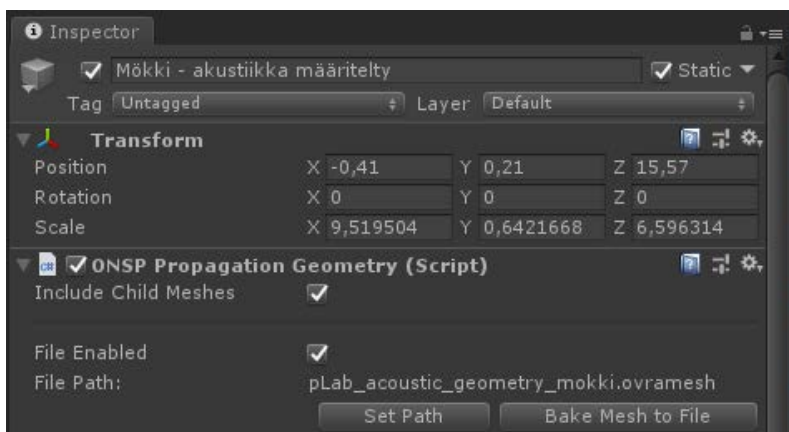 Inspector
Mökki - akustiikka määritelty Static
Tag Untagged Layer Default
Transform
Position X -0,41 Y 0,21 Z 15,57
Rotation X 0 Y 0 Z 0
Scale X 9,519504 Y 0,6421668 Z 6,596314
C# ONSP Propagation Geometry (Script)
Include Child Meshes
File Enabled
File Path: pLab_acoustic_geometry_mokki.ovramesh
Set Path Bake Mesh to File